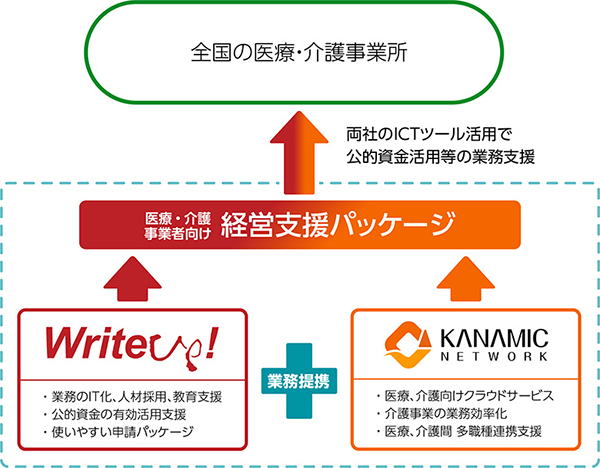 全国の医療・介護事業所
両社のICTツール活用で
公的資金活用等の業務支援
医療・介護
事業者向け 経営支援パッケージ
WriteUp!
・業務のIT化、人材採用、教育支援
・公的資金の有効活用支援
・使いやすい申請パッケージ
業務提携
KANAMIC
NETWORK
・医療、介護向けクラウドサービス
・介護事業の業務効率化
・医療、介護間 多職種連携支援